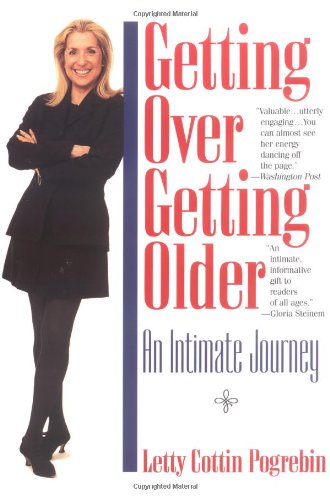 Copyrighted Material
Getting
Over
Getting
Older
"Valuable...utterly
engaging...You
can almost see
her energy
dancing off
the page."
—Washington Post
"An
intimate,
informative
gift to
readers
of all ages."
—Gloria Steinem
An Intimate Journey
Letty Cottin Pogrebin
Copyrighted Material